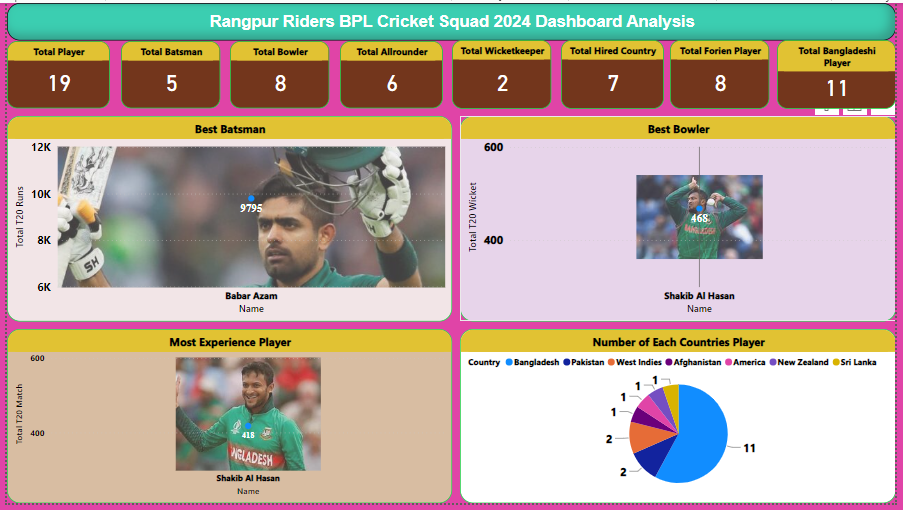 Rangpur Riders BPL Cricket Squad 2024 Dashboard Analysis
Total Player
19
Total Batsman
5
Total Bowler
8
Total Allrounder
6
Total Wicketkeeper
2
Total Hired Country
7
Total Forien Player
8
Total Bangladeshi
Player
11
Best Batsman
Total T20 Runs
12K
10K
8K
6K
9795
SH
Babar Azam
Name
Best Bowler
Total T20 Wicket
600
400
468
BANGLADESH
Shakib Al Hasan
Name
Most Experience Player
Total T20 Match
600
400
418
BANGLADESH
Shakib Al Hasan
Name
Number of Each Countries Player
Country Bangladesh Pakistan West Indies Afghanistan America New Zealand Sri Lanka
1
1
1
1
2
2
11